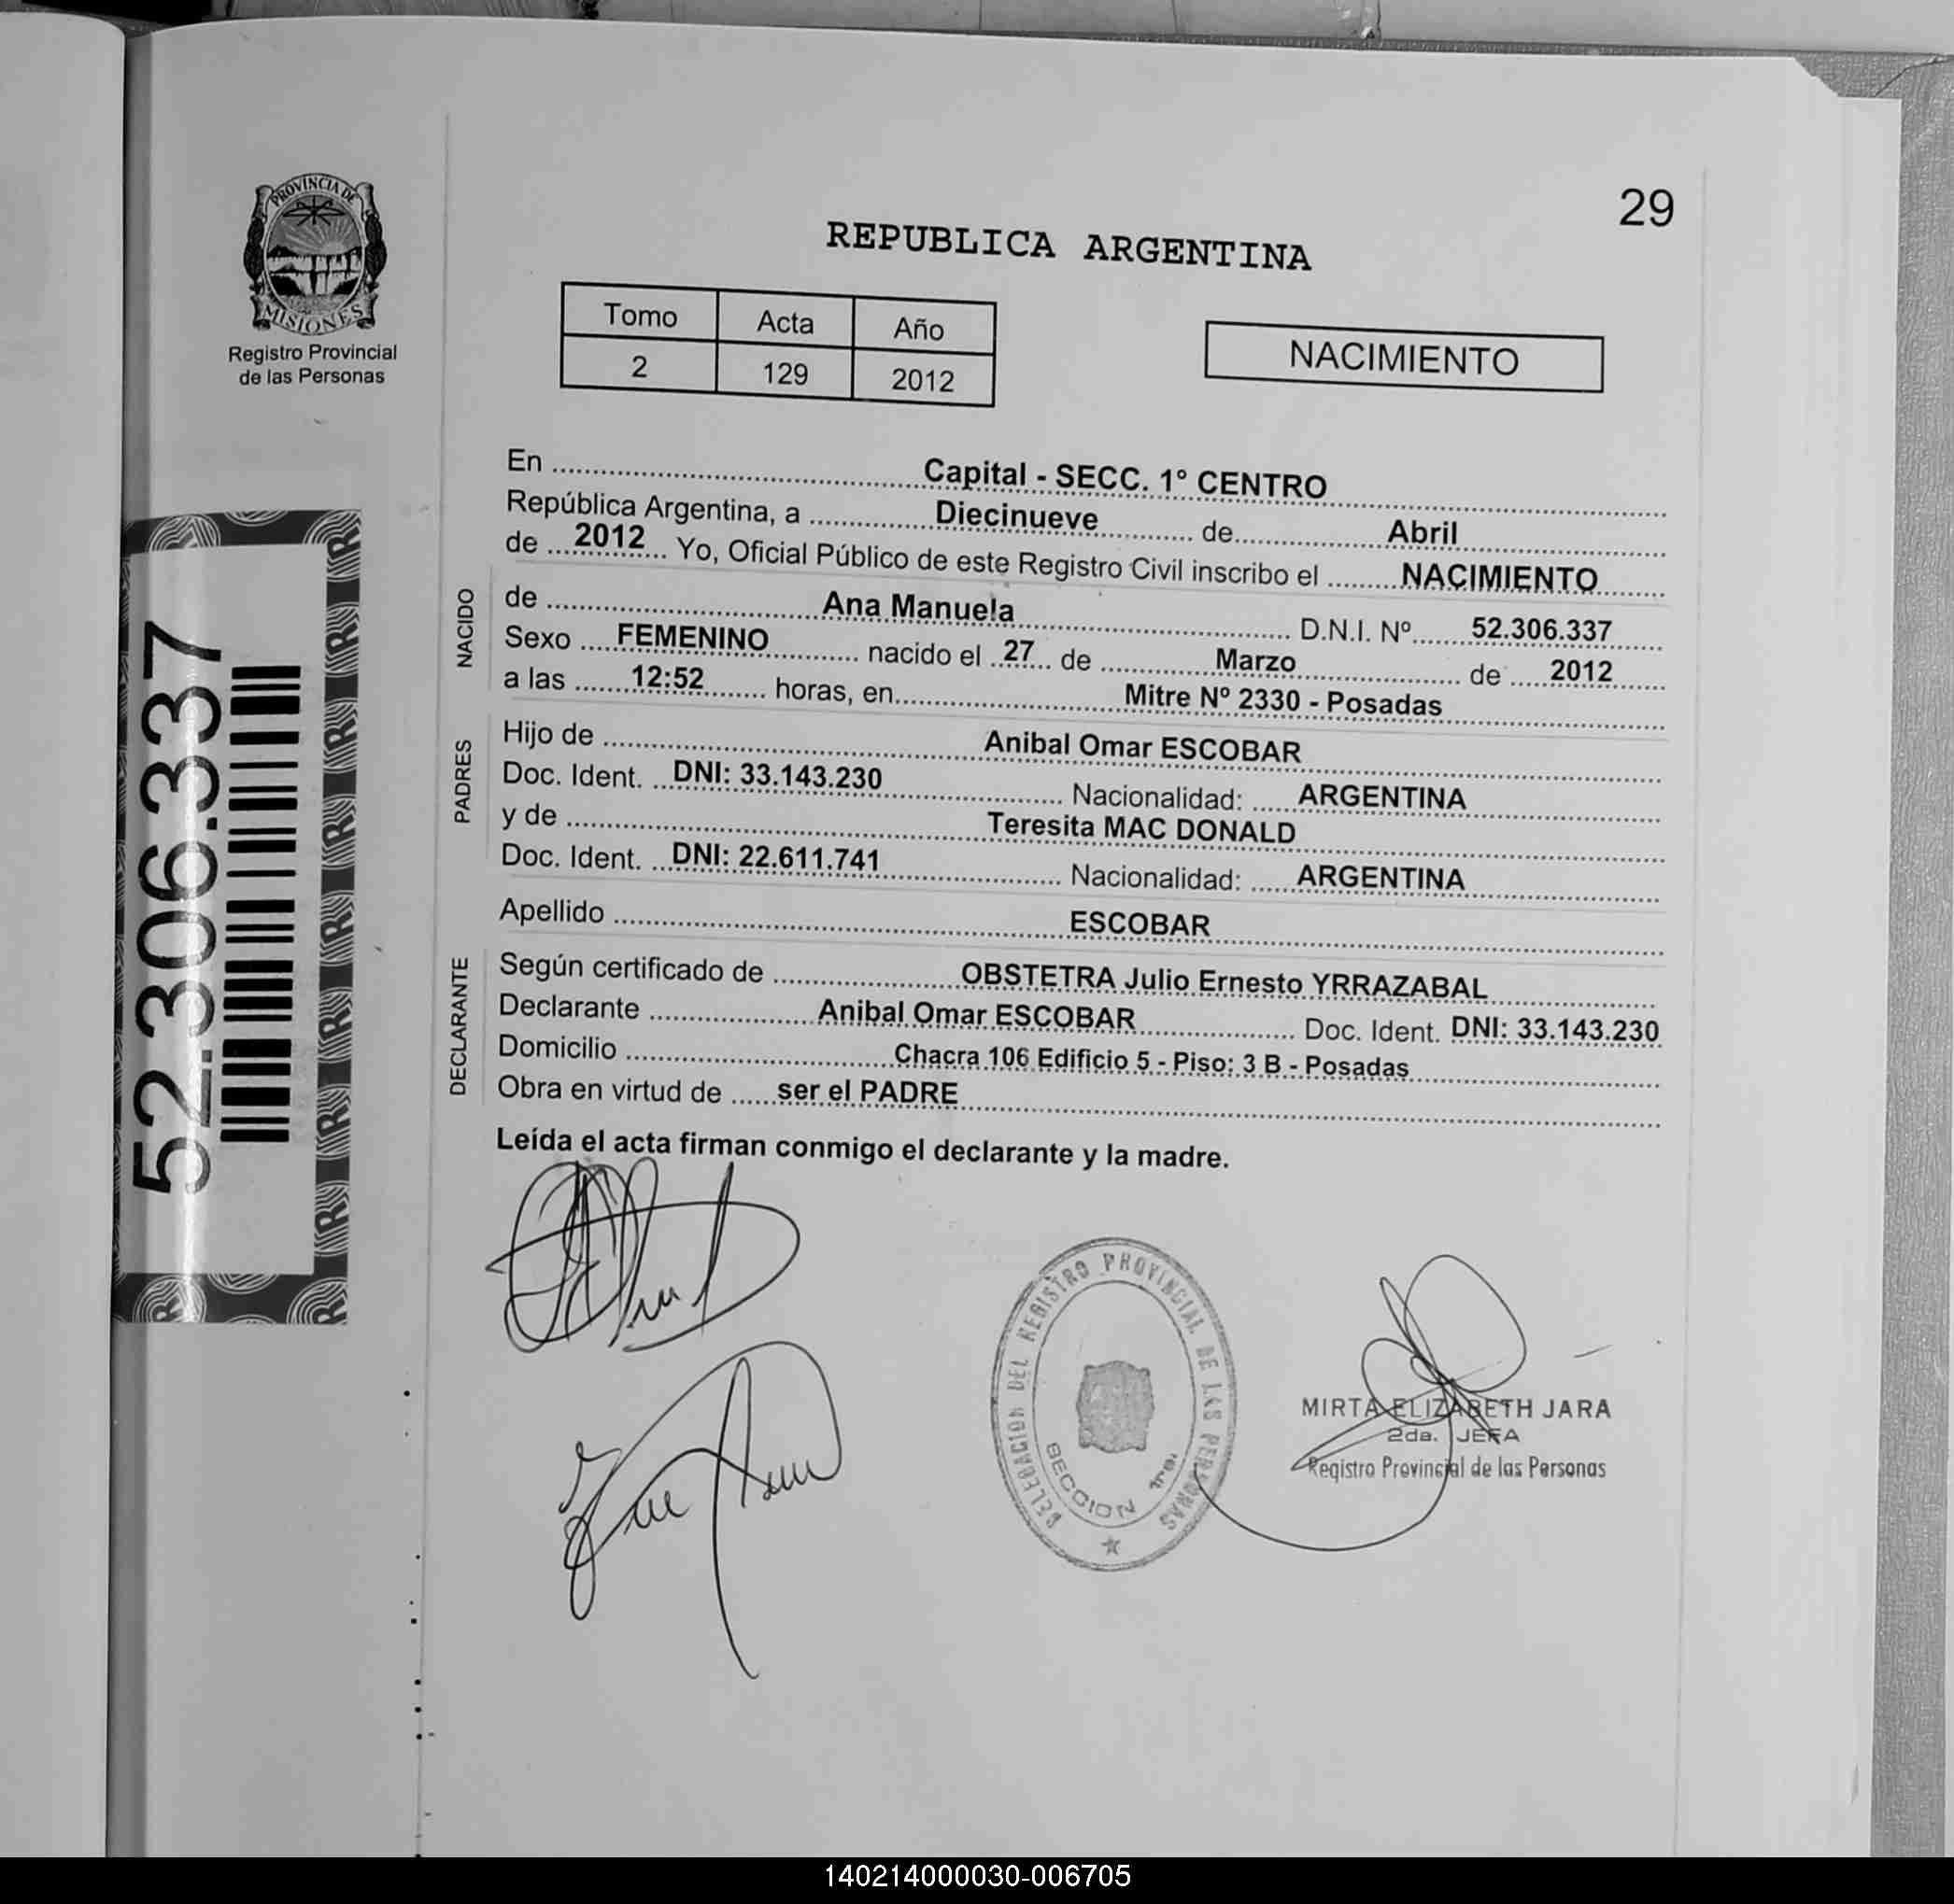 29
PROVINCIA DE
MISIONES
Registro Provincial
de las Personas
REPUBLICA ARGENTINA
Tomo Acta Año
2 129 2012
NACIMIENTO
52.306.337
En Capital - SECC. 1° CENTRO
República Argentina, a Diecinueve de Abril
de 2012 Yo, Oficial Público de este Registro Civil inscribo el NACIMIENTO
NACIDO
de Ana Manuela D.N.I. Nº 52.306.337
Sexo FEMENINO nacido el 27 de Marzo de 2012
a las 12:52 horas, en Mitre Nº 2330 - Posadas
PADRES
Hijo de Anibal Omar ESCOBAR
Doc. Ident. DNI: 33.143.230 Nacionalidad: ARGENTINA
y de Teresita MAC DONALD
Doc. Ident. DNI: 22.611.741 Nacionalidad: ARGENTINA
Apellido ESCOBAR
DECLARANTE
Según certificado de OBSTETRA Julio Ernesto YRRAZABAL
Declarante Anibal Omar ESCOBAR Doc. Ident. DNI: 33.143.230
Domicilio Chacra 106 Edificio 5 - Piso: 3 B - Posadas
Obra en virtud de ser el PADRE
Leída el acta firman conmigo el declarante y la madre.
DELEGACION DEL REGISTRO PROVINCIAL DE LAS PERSONAS
SECCION 1ra.
MIRTA ELIZABETH JARA
2da. JEFA
Registro Provincial de las Personas
140214000030-006705